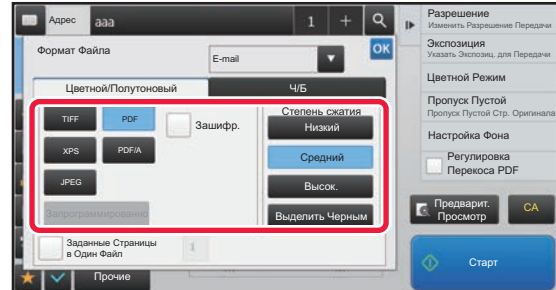 Адрес
aaa
1
Формат Файла
E-mail
OK
Цветной/Полутоновый
Ч/Б
TIFF
PDF
Зашифр.
XPS
PDF/A
JPEG
Запрограммированно
Степень сжатия
Низкий
Средний
Высок.
Выделить Черным
Заданные Страницы
в Один Файл
1
Прочие
Разрешение
Изменить Разрешение Передачи
Экспозиция
Указать Экспозиц. для Передачи
Цветной Режим
Пропуск Пустой
Пропуск Пустой Стр. Оригинала
Настройка Фона
Регулировка
Перекоса PDF
Предварит.
Просмотр
CA
Старт